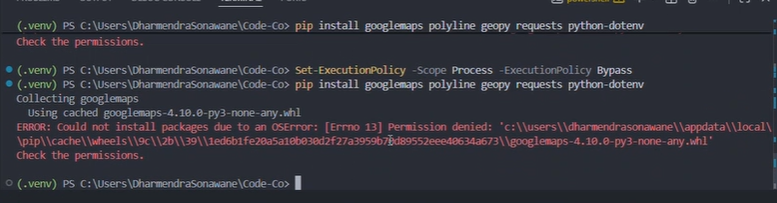 (.venv) PS C:\Users\DharmendraSonawane\Code-Co> pip install googlemaps polyline geopy requests python-dotenv
Check the permissions.
(.venv) PS C:\Users\DharmendraSonawane\Code-Co> Set-ExecutionPolicy -Scope Process -ExecutionPolicy Bypass
(.venv) PS C:\Users\DharmendraSonawane\Code-Co> pip install googlemaps polyline geopy requests python-dotenv
Collecting googlemaps
Using cached googlemaps-4.10.0-py3-none-any.whl
ERROR: Could not install packages due to an OSError: [Errno 13] Permission denied: 'c:\\users\\dharmendrasonawane\\appdata\\local\
\pip\\cache\\wheels\\9c\\2b\\39\\googlemaps-4.10.0-py3-none-any.whl'
Check the permissions.
(.venv) PS C:\Users\DharmendraSonawane\Code-Co>